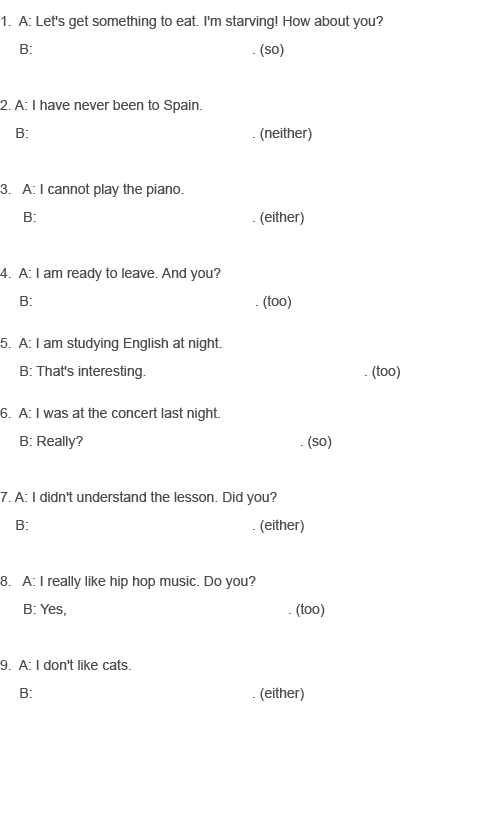 1. A: Let's get something to eat. I'm starving! How about you?
B: . (so)
2. A: I have never been to Spain.
B: . (neither)
3. A: I cannot play the piano.
B: . (either)
4. A: I am ready to leave. And you?
B: . (too)
5. A: I am studying English at night.
B: That's interesting. . (too)
6. A: I was at the concert last night.
B: Really? . (so)
7. A: I didn't understand the lesson. Did you?
B: . (either)
8. A: I really like hip hop music. Do you?
B: Yes, . (too)
9. A: I don't like cats.
B: . (either)